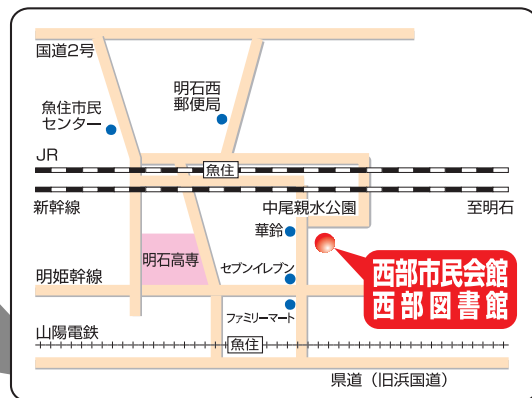 国道2号
明石西
郵便局
魚住市民
センター
JR
魚住
新幹線
中尾親水公園
至明石
華鈴
明石高専
西部市民会館
西部図書館
セブンイレブン
明姫幹線
ファミリーマート
山陽電鉄
魚住
県道（旧浜国道）